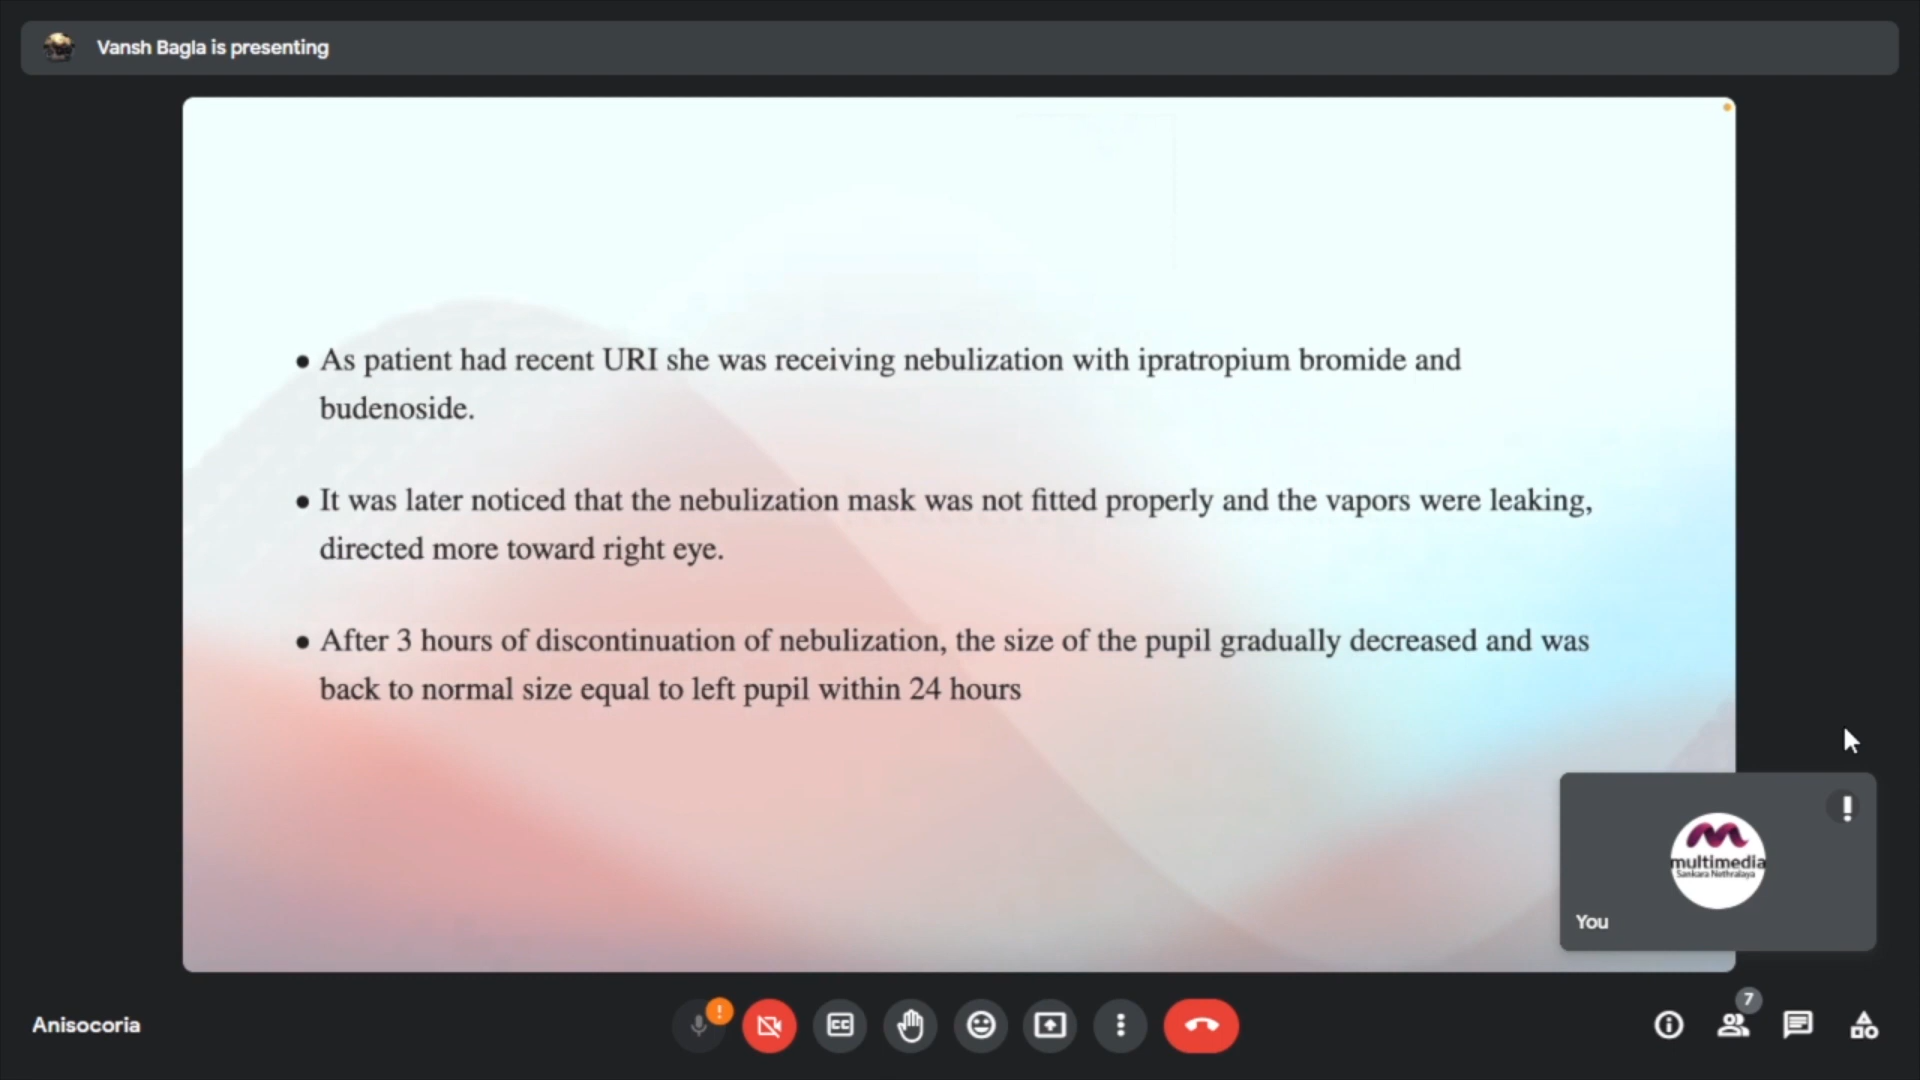 Vansh Bagla is presenting
● As patient had recent URI she was receiving nebulization with ipratropium bromide and
budenoside.
● It was later noticed that the nebulization mask was not fitted properly and the vapors were leaking,
directed more toward right eye.
● After 3 hours of discontinuation of nebulization, the size of the pupil gradually decreased and was
back to normal size equal to left pupil within 24 hours
multimedia
Sankara Nethralaya
You
Anisocoria
CC
7